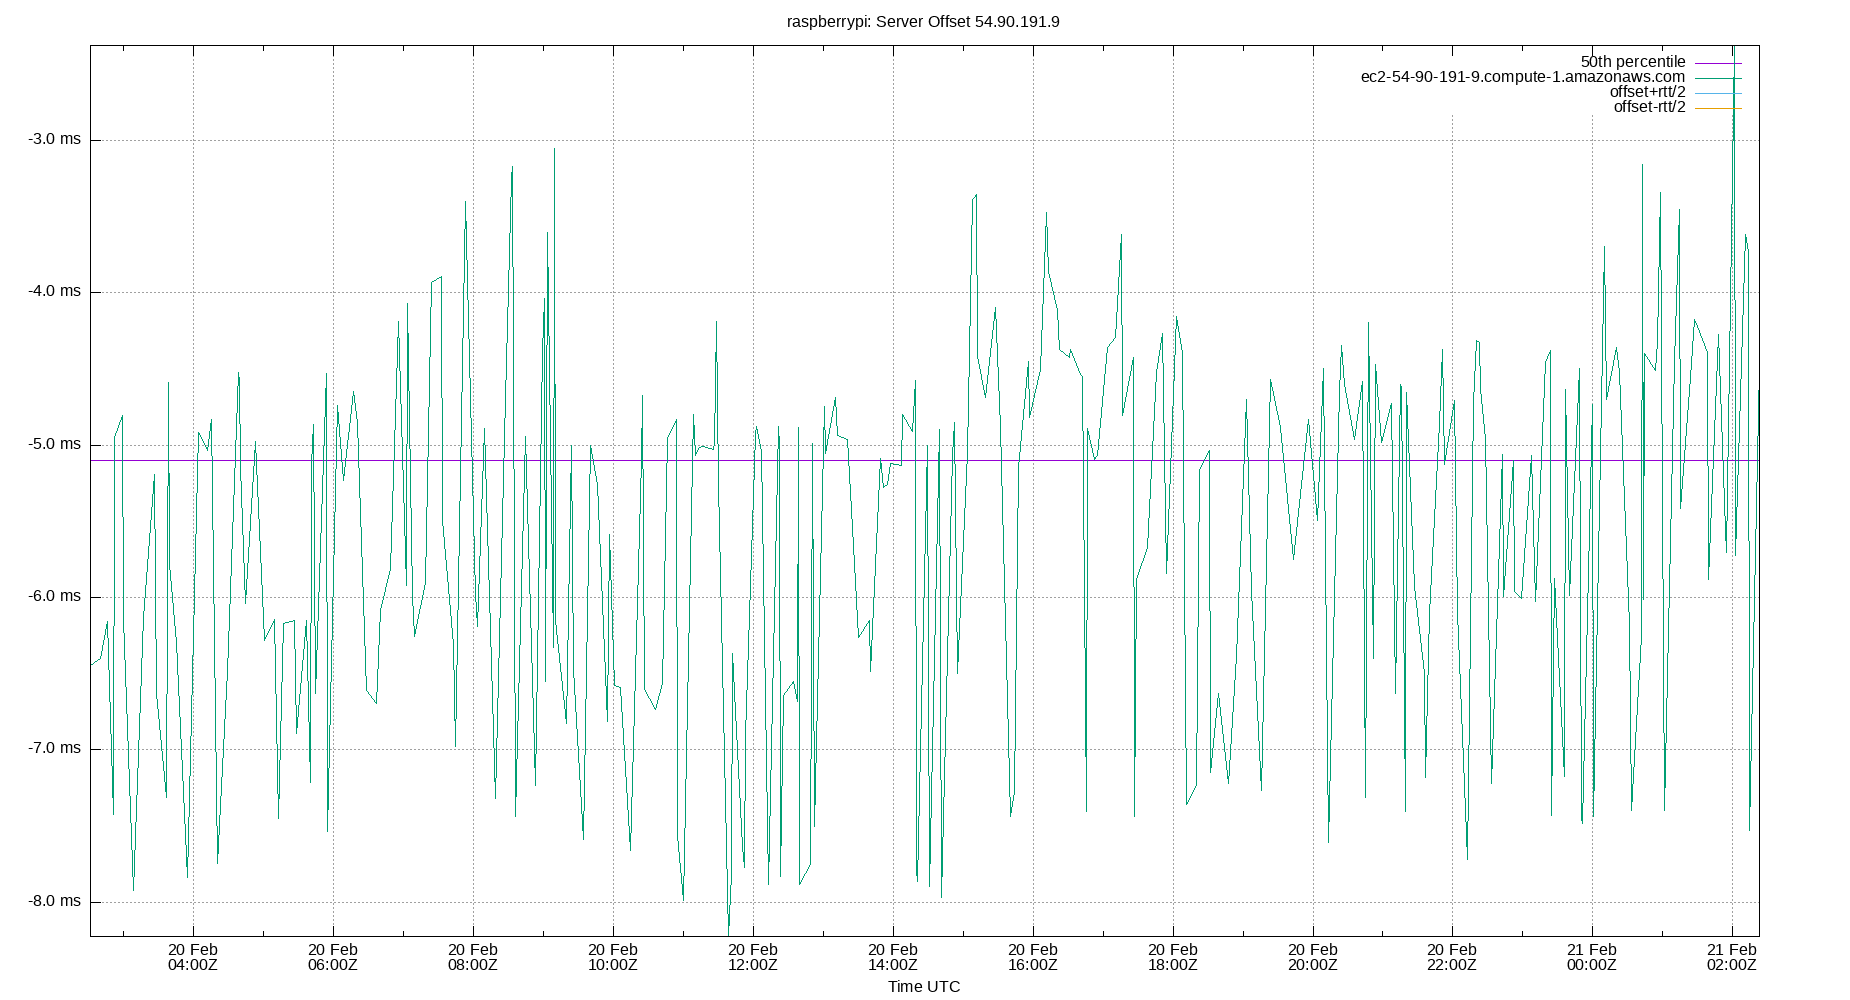 raspberrypi: Server Offset 54.90.191.9
50th percentile
ec2-54-90-191-9.compute-1.amazonaws.com
offset+rtt/2
offset-rtt/2
-3.0 ms
-4.0 ms
-5.0 ms
-6.0 ms
-7.0 ms
-8.0 ms
20 Feb 20 Feb 20 Feb 20 Feb 20 Feb 20 Feb 20 Feb 20 Feb 20 Feb 20 Feb 21 Feb 21 Feb
04:00Z 06:00Z 08:00Z 10:00Z 12:00Z 14:00Z 16:00Z 18:00Z 20:00Z 22:00Z 00:00Z 02:00Z
Time UTC